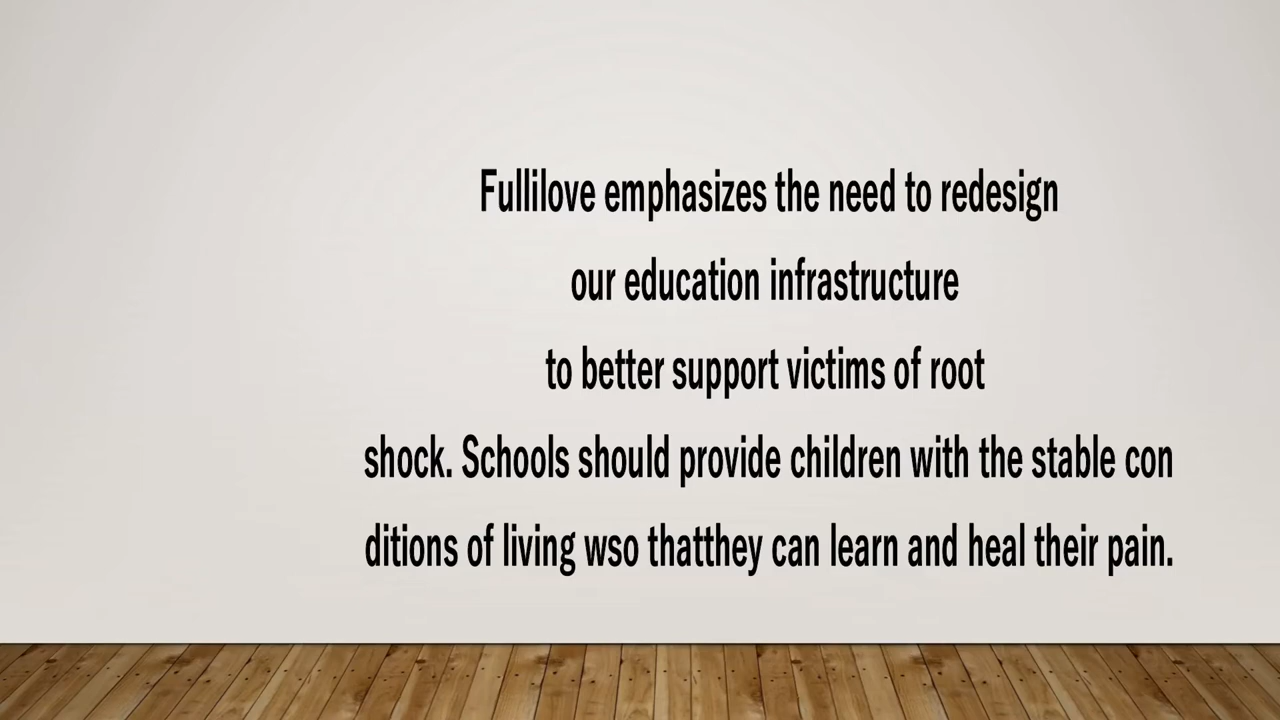 Fullilove emphasizes the need to redesign
our education infrastructure
to better support victims of root
shock. Schools should provide children with the stable con
ditions of living wso thatthey can learn and heal their pain.